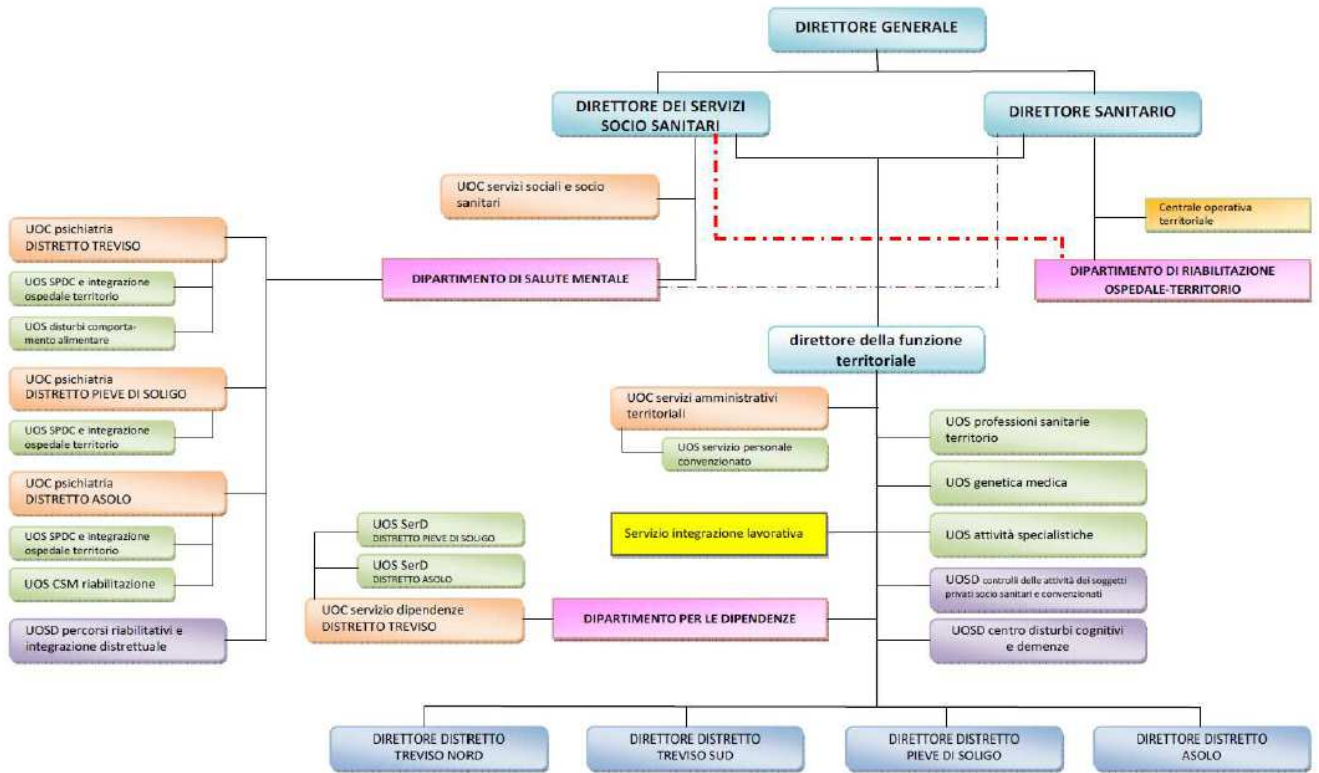 DIRETTORE GENERALE
DIRETTORE DEI SERVIZI
SOCIO SANITARI
DIRETTORE SANITARIO
UOC servizi sociali e socio
sanitari
Centrale operativa
territoriale
DIPARTIMENTO DI SALUTE MENTALE
DIPARTIMENTO DI RIABILITAZIONE
OSPEDALE-TERRITORIO
UOC psichiatria
DISTRETTO TREVISO
UOS SPDC e integrazione
ospedale territorio
UOS disturbi comporta-
mento alimentare
UOC psichiatria
DISTRETTO PIEVE DI SOLIGO
UOS SPDC e integrazione
ospedale territorio
UOC psichiatria
DISTRETTO ASOLO
UOS SPDC e integrazione
ospedale territorio
UOS CSM riabilitazione
UOSD percorsi riabilitativi e
integrazione distrettuale
direttore della funzione
territoriale
UOC servizi amministrativi
territoriali
UOS servizio personale
convenzionato
UOS professioni sanitarie
territorio
UOS genetica medica
Servizio integrazione lavorativa
UOS attività specialistiche
UOS SerD
DISTRETTO PIEVE DI SOLIGO
UOS SerD
DISTRETTO ASOLO
UOC servizio dipendenze
DISTRETTO TREVISO
DIPARTIMENTO PER LE DIPENDENZE
UOSD controlli delle attività dei soggetti
privati socio sanitari e convenzionati
UOSD centro disturbi cognitivi
e demenze
DIRETTORE DISTRETTO
TREVISO NORD
DIRETTORE DISTRETTO
TREVISO SUD
DIRETTORE DISTRETTO
PIEVE DI SOLIGO
DIRETTORE DISTRETTO
ASOLO